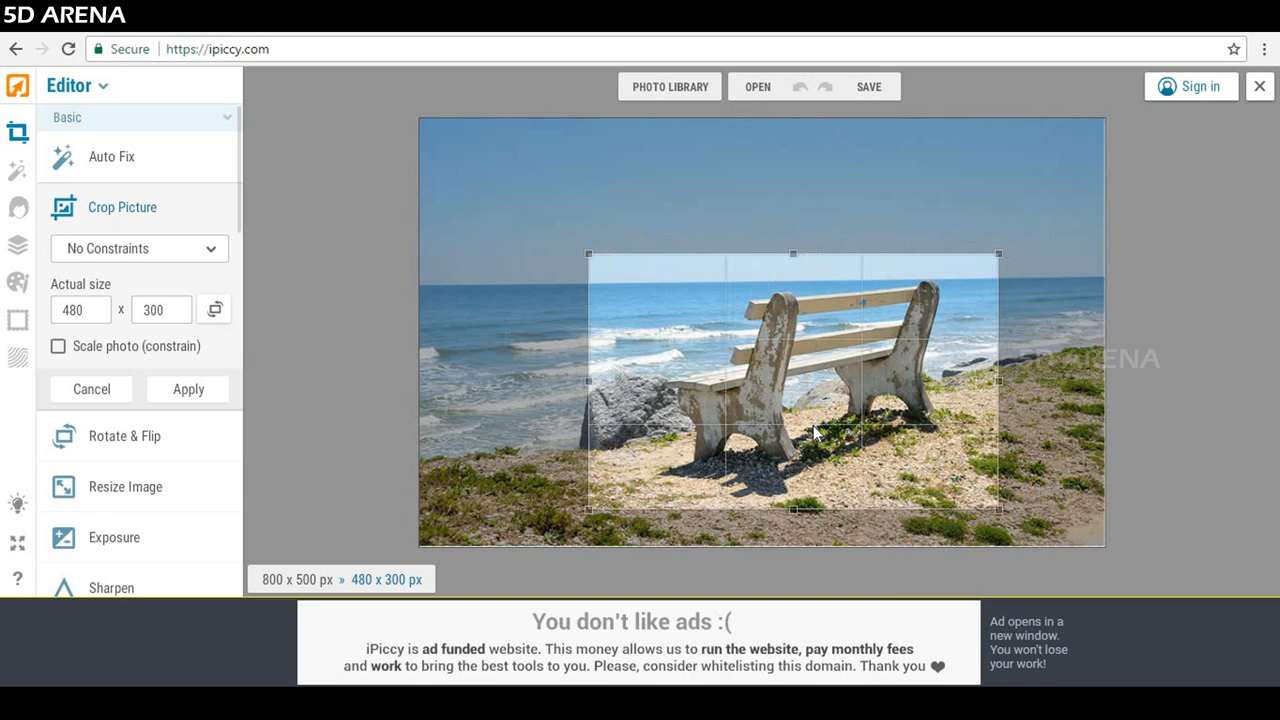 5D ARENA
Secure https://ipiccy.com
Editor
PHOTO LIBRARY OPEN SAVE
Sign in
Basic
Auto Fix
Crop Picture
No Constraints
Actual size
480 x 300
Scale photo (constrain)
Cancel Apply
Rotate & Flip
Resize Image
Exposure
Sharpen
ARENA
800 x 500 px » 480 x 300 px
?
You don't like ads :(
iPiccy is ad funded website. This money allows us to run the website, pay monthly fees
and work to bring the best tools to you. Please, consider whitelisting this domain. Thank you ❤
Ad opens in a
new window.
You won't lose
your work!